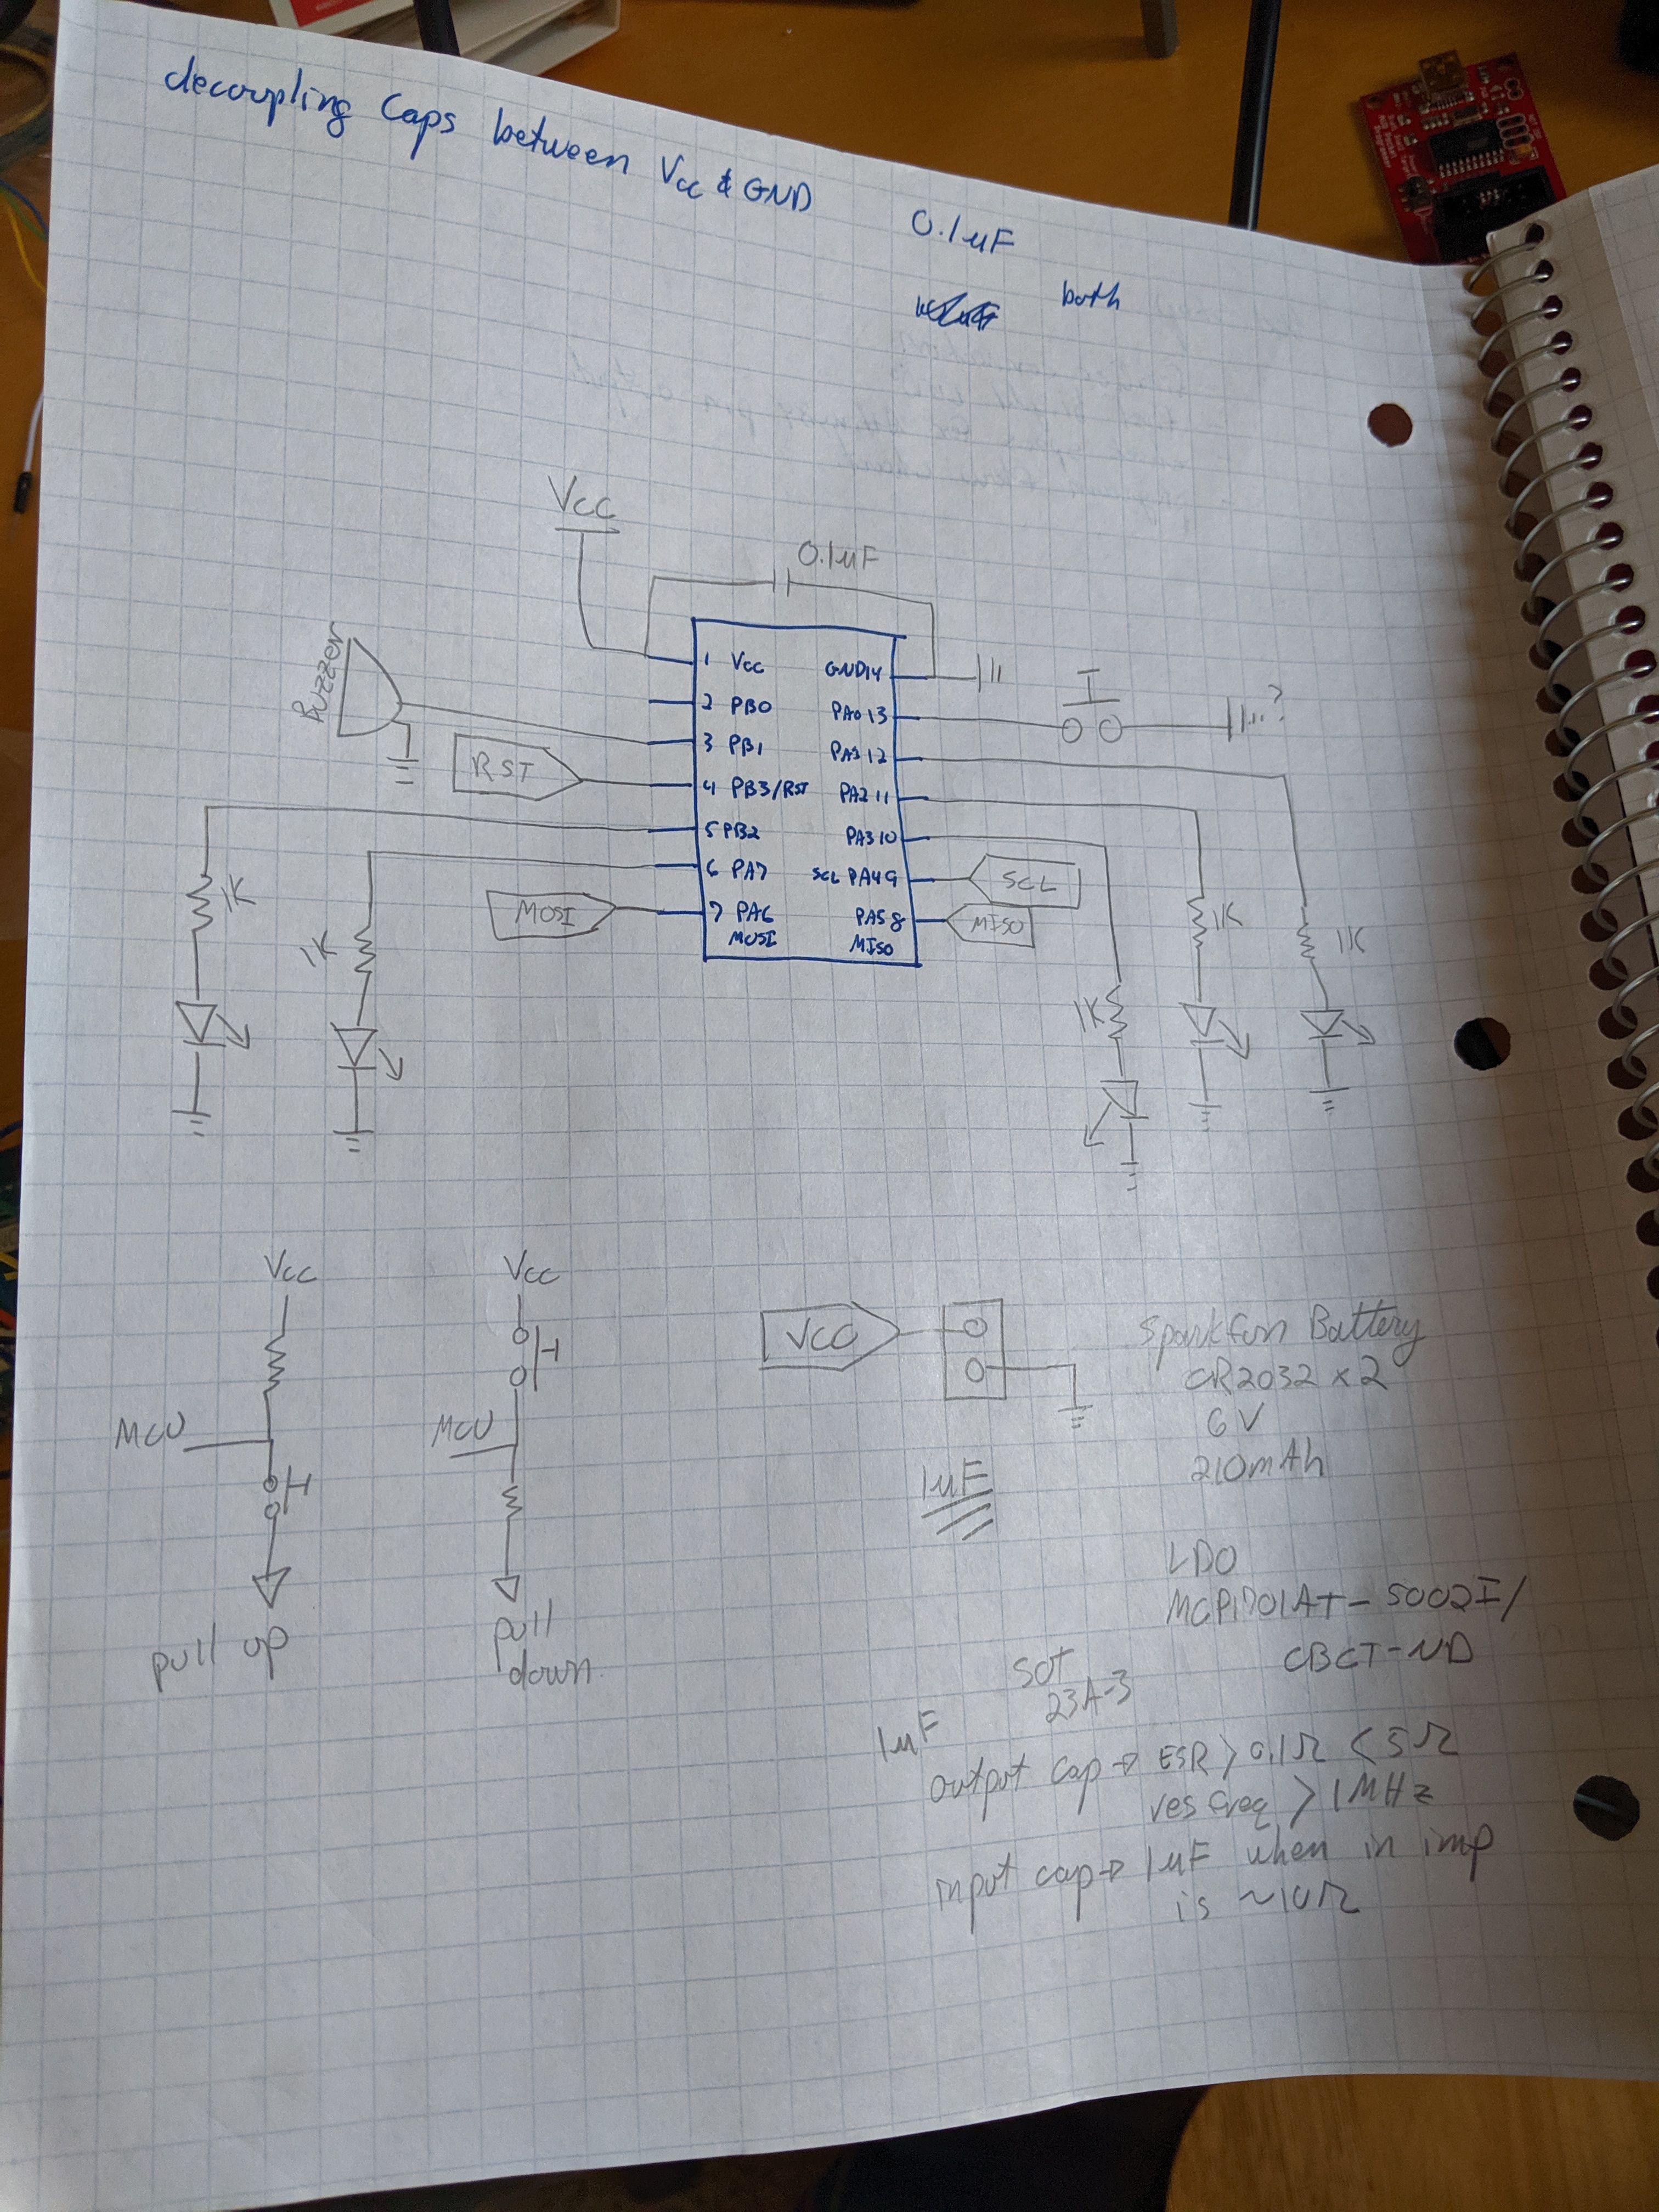 decoupling Caps between Vcc & GND
0.1uF
both
Vcc
0.1uF
Buzzer
RST
1 Vcc
GND14
2 PB0
PA0 13
3 PB1
PA1 12
4 PB3/RST
PA2 11
5 PB2
PA3 10
6 PA7
SCL PA4 9
7 PA6
MOSI
PA5 8
MISO
?
MOSI
SCL
MISO
1K
1K
1K
1K
1K
Vcc
MCU
pull up
Vcc
MCU
pull
down
VCC
1uF
Sparkfun Battery
CR2032 x 2
6V
210mAh
LDO
MCP1701AT-5002I/
CBCT-ND
SOT
23A-3
1uF
output cap → ESR > 0.1Ω < 5Ω
res freq > 1MHz
input cap → 1uF when in imp
is ~10Ω